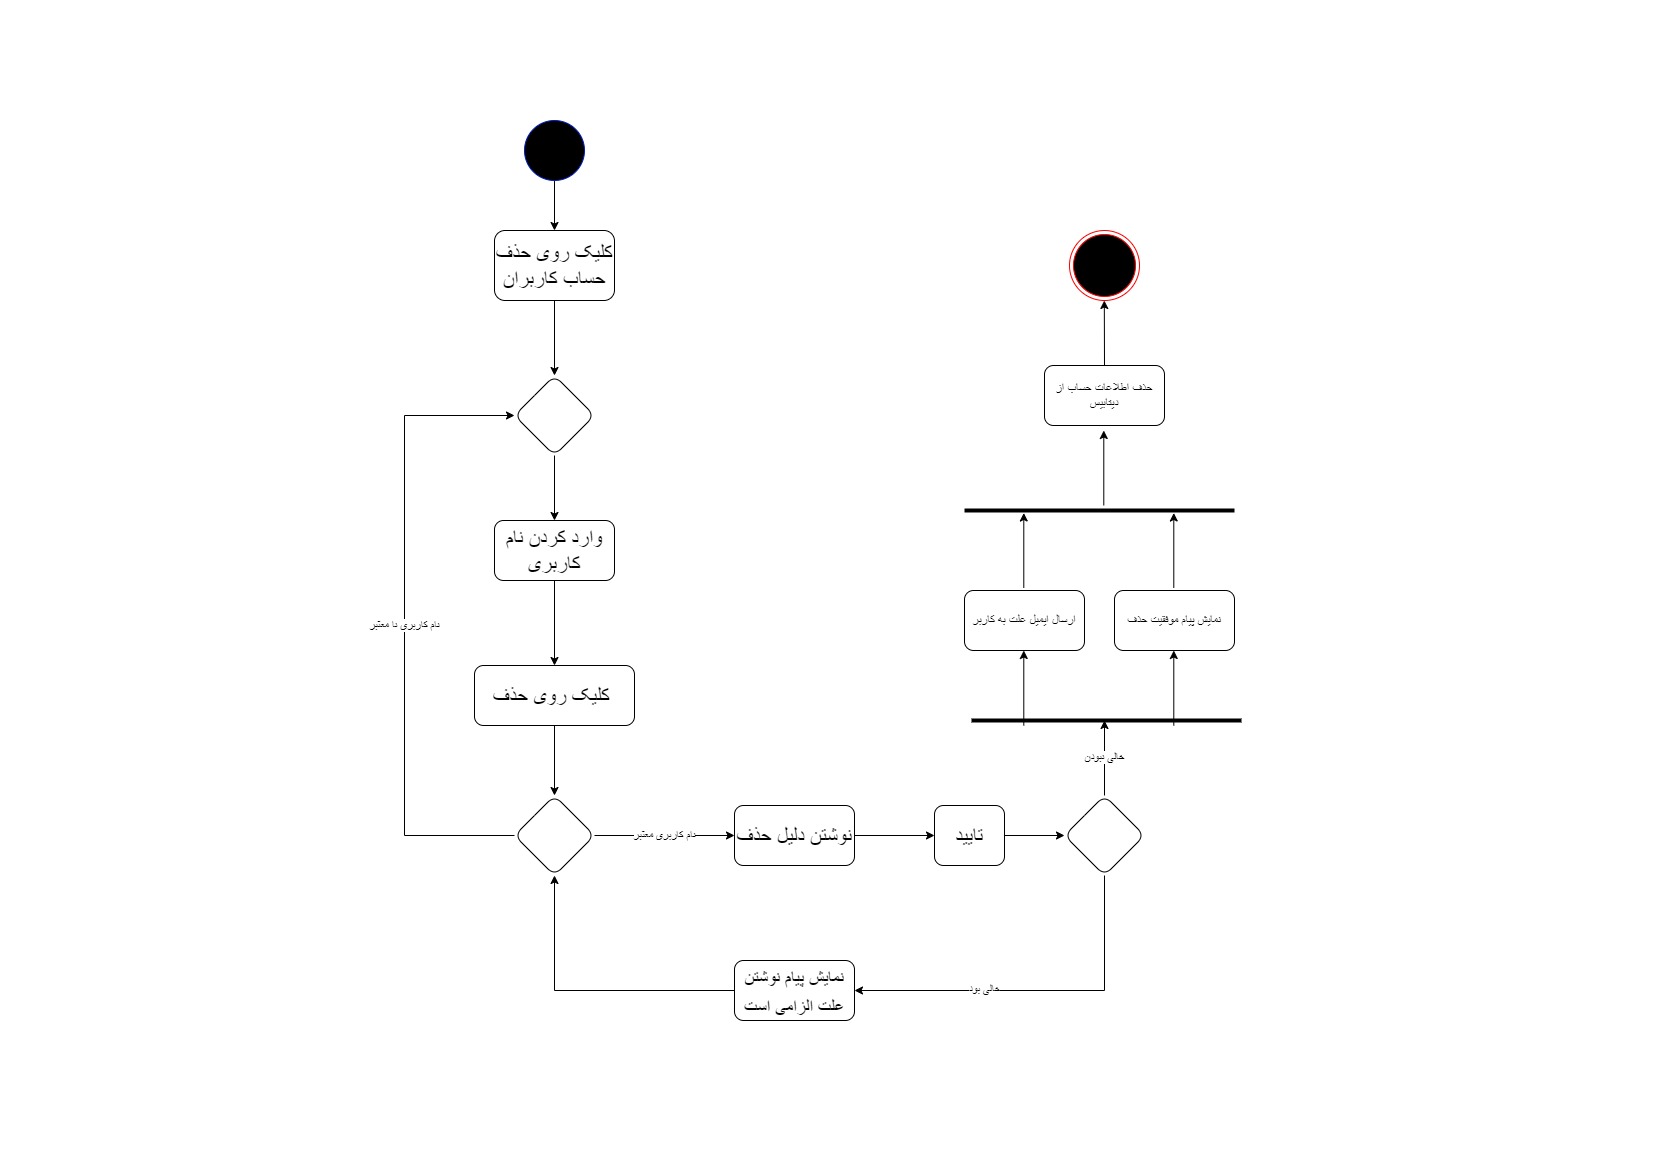 کلیک روی حذف
حساب کاربران
وارد کردن نام
کاربری
نام کاربری نا معتبر
کلیک روی حذف
نام کاربری معتبر
نوشتن دلیل حذف
تایید
خالی بود
نمایش پیام نوشتن
علت الزامی است
خالی نبودن
ارسال ایمیل علت به کاربر
نمایش پیام موفقیت حذف
حذف اطلاعات حساب از
دیتابیس